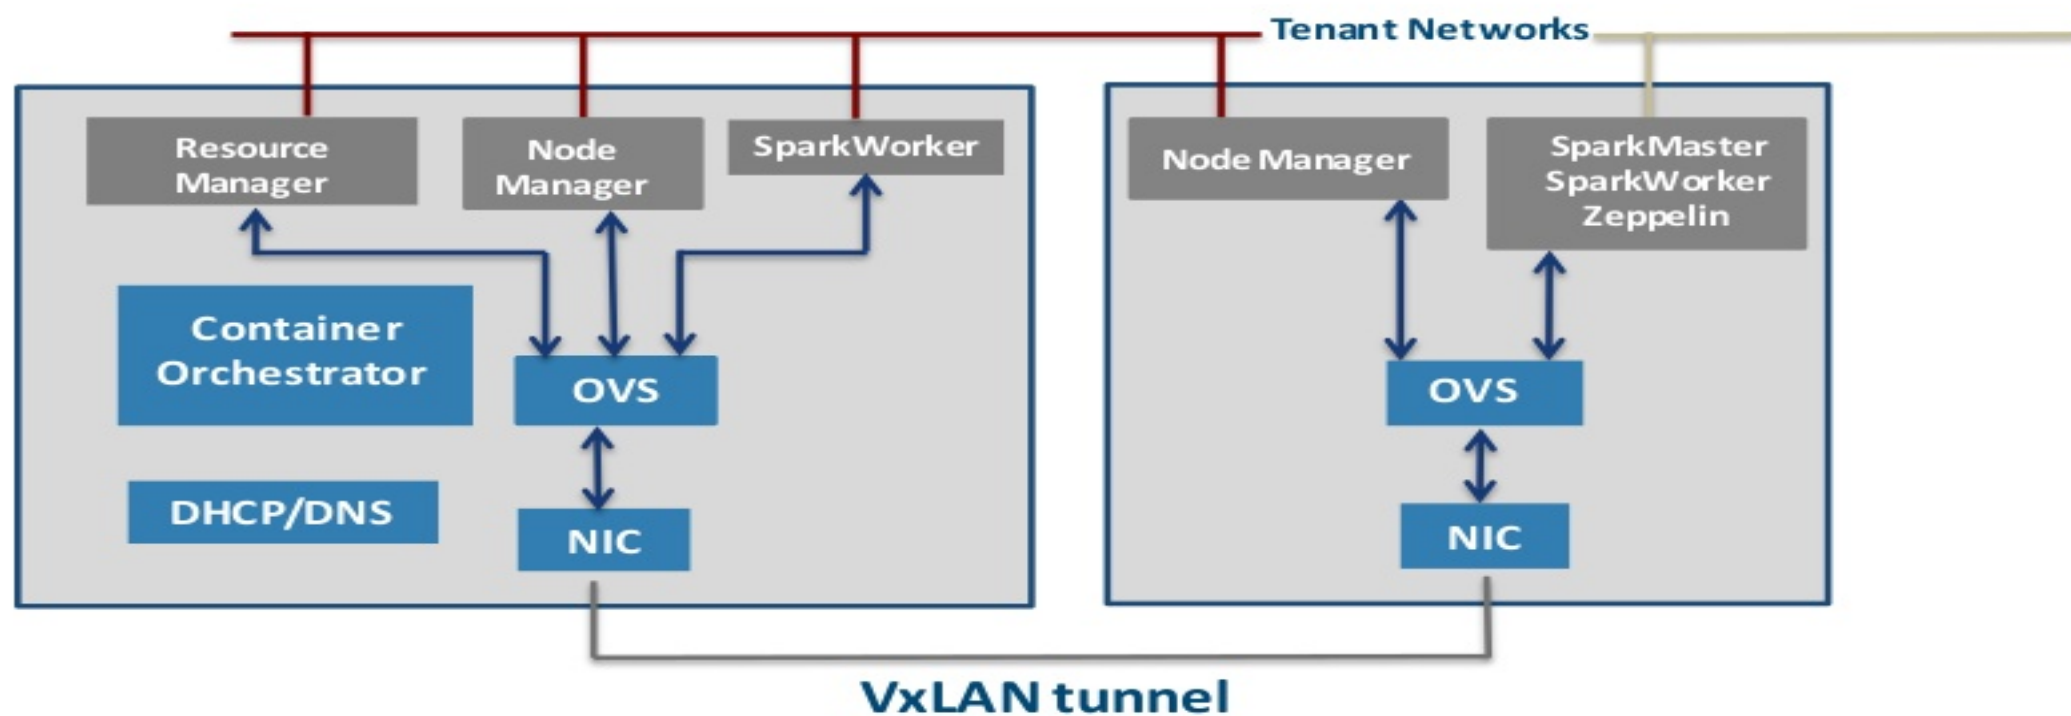 Tenant Networks
Resource
Manager
Node
Manager
SparkWorker
Node Manager
SparkMaster
SparkWorker
Zeppelin
Container
Orchestrator
OVS
OVS
DHCP/DNS
NIC
NIC
VxLAN tunnel